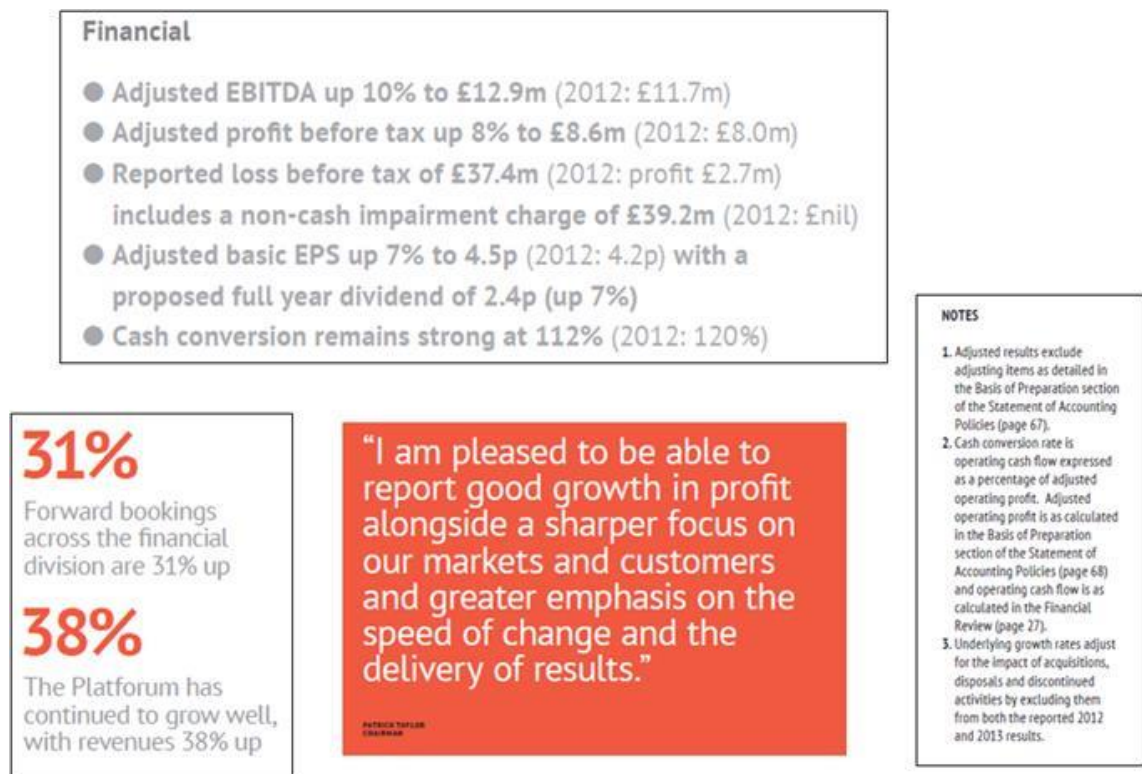 Financial
● Adjusted EBITDA up 10% to £12.9m (2012: £11.7m)
● Adjusted profit before tax up 8% to £8.6m (2012: £8.0m)
● Reported loss before tax of £37.4m (2012: profit £2.7m)
includes a non-cash impairment charge of £39.2m (2012: £nil)
● Adjusted basic EPS up 7% to 4.5p (2012: 4.2p) with a
proposed full year dividend of 2.4p (up 7%)
● Cash conversion remains strong at 112% (2012: 120%)
31%
Forward bookings
across the financial
division are 31% up
38%
The Platforum has
continued to grow well,
with revenues 38% up
“I am pleased to be able to
report good growth in profit
alongside a sharper focus on
our markets and customers
and greater emphasis on the
speed of change and the
delivery of results.”
PATRICK TAYLOR
CHAIRMAN
NOTES
1. Adjusted results exclude
adjusting items as detailed in
the Basis of Preparation section
of the Statement of Accounting
Policies (page 67).
2. Cash conversion rate is
operating cash flow expressed
as a percentage of adjusted
operating profit. Adjusted
operating profit is as calculated
in the Basis of Preparation
section of the Statement of
Accounting Policies (page 68)
and operating cash flow is as
calculated in the Financial
Review (page 27).
3. Underlying growth rates adjust
for the impact of acquisitions,
disposals and discontinued
activities by excluding them
from both the reported 2012
and 2013 results.